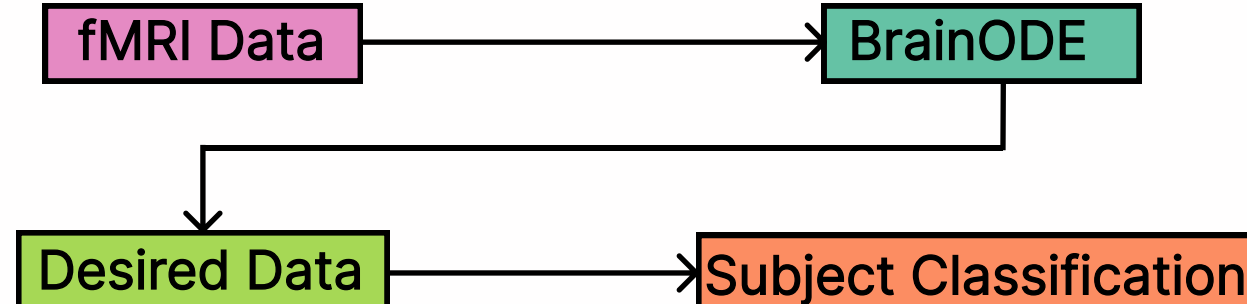 fMRI Data
BrainODE
Desired Data
Subject Classification